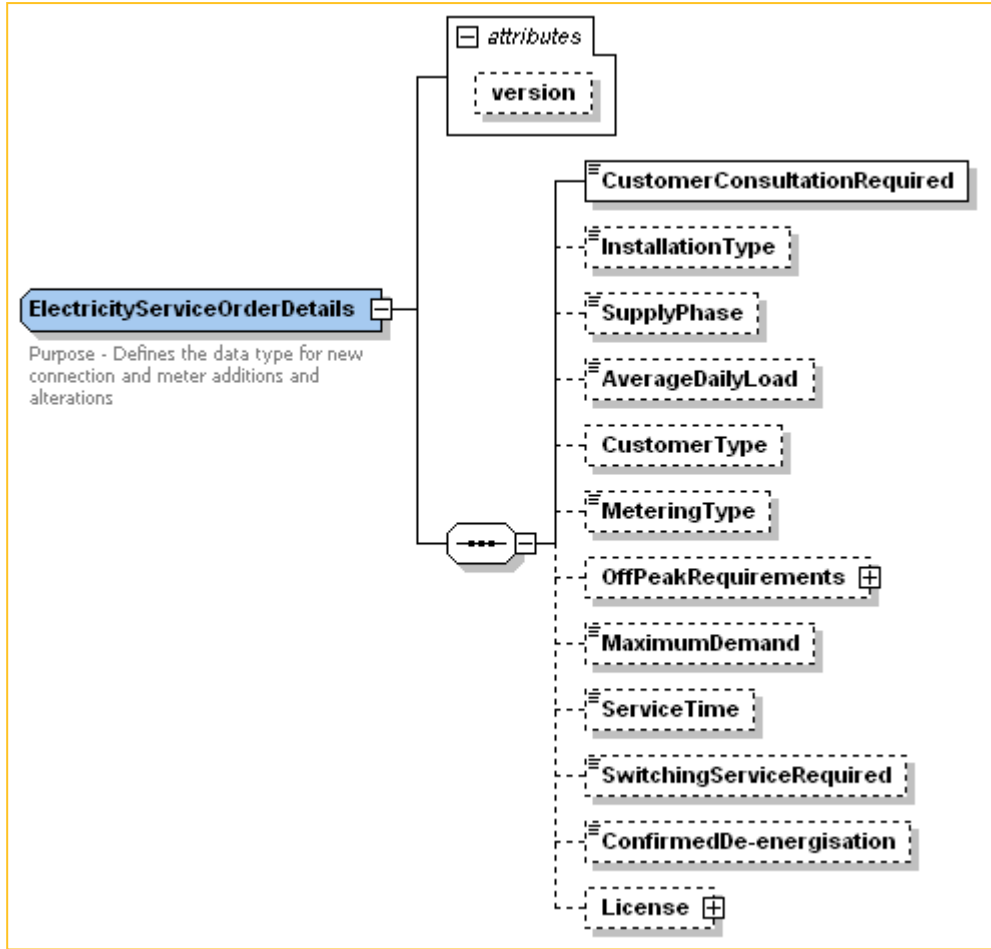 attributes
version
CustomerConsultationRequired
InstallationType
SupplyPhase
ElectricityServiceOrderDetails
Purpose - Defines the data type for new
connection and meter additions and
alterations
AverageDailyLoad
CustomerType
MeteringType
OffPeakRequirements
MaximumDemand
ServiceTime
SwitchingServiceRequired
ConfirmedDe-energisation
License